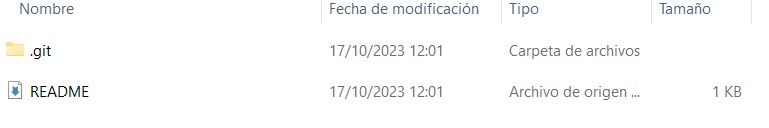 Nombre Fecha de modificación Tipo Tamaño
.git 17/10/2023 12:01 Carpeta de archivos
README 17/10/2023 12:01 Archivo de origen ... 1 KB